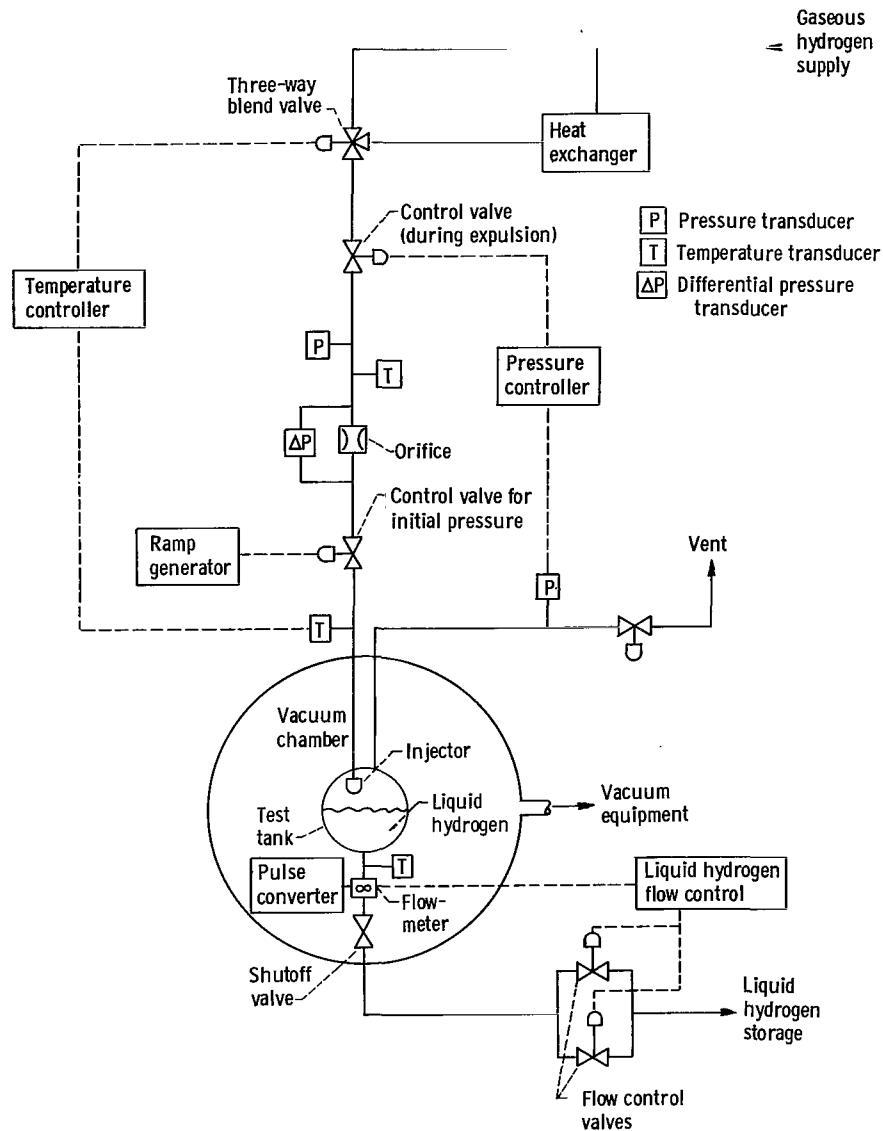 Gaseous
hydrogen
supply
Three-way
blend valve
Heat
exchanger
Control valve
(during expulsion)
P Pressure transducer
T Temperature transducer
ΔP Differential pressure
transducer
Temperature
controller
P
T
Pressure
controller
ΔP
Orifice
Control valve for
initial pressure
Ramp
generator
Vent
P
T
Vacuum
chamber
Injector
Test
tank
Liquid
hydrogen
Vacuum
equipment
T
Pulse
converter
Flow-
meter
Liquid hydrogen
flow control
Shutoff
valve
Liquid
hydrogen
storage
Flow control
valves